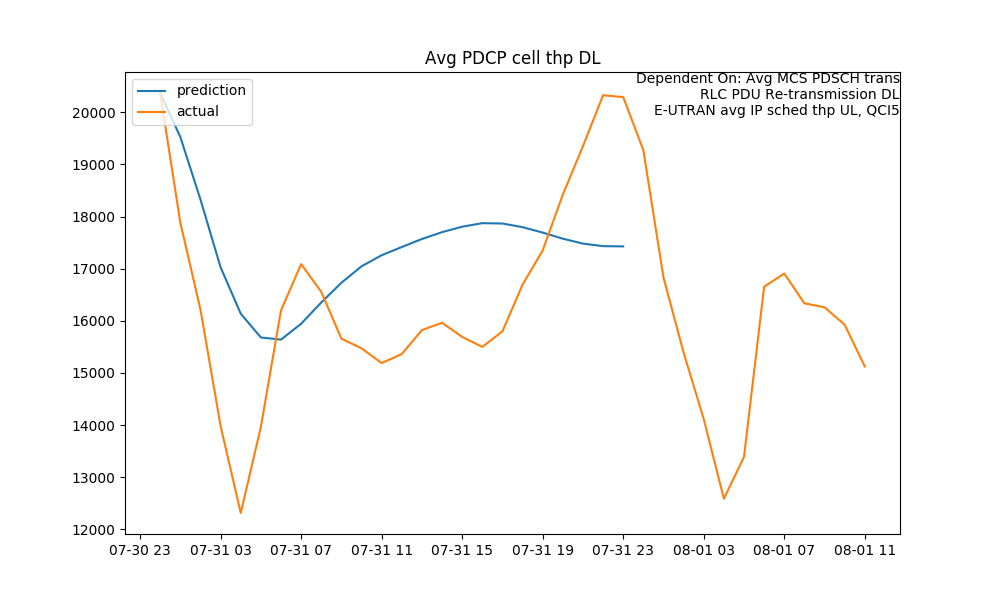 Avg PDCP cell thp DL
prediction
actual
Dependent On: Avg MCS PDSCH trans
RLC PDU Re-transmission DL
E-UTRAN avg IP sched thp UL, QCI5
20000
19000
18000
17000
16000
15000
14000
13000
12000
07-30 23 07-31 03 07-31 07 07-31 11 07-31 15 07-31 19 07-31 23 08-01 03 08-01 07 08-01 11